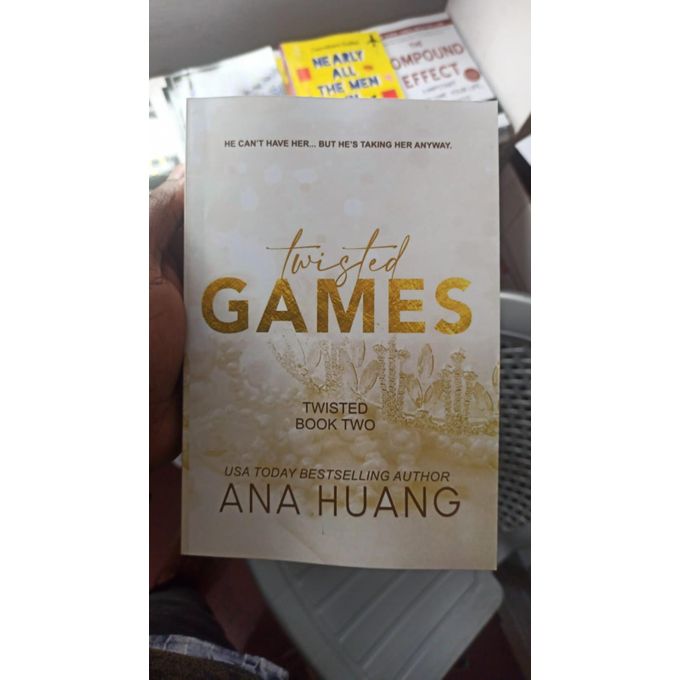 NEARLY
ALL
THE MEN
THE
COMPOUND
EFFECT
HE CAN'T HAVE HER... BUT HE'S TAKING HER ANYWAY.
twisted
GAMES
TWISTED
BOOK TWO
USA TODAY BESTSELLING AUTHOR
ANA HUANG